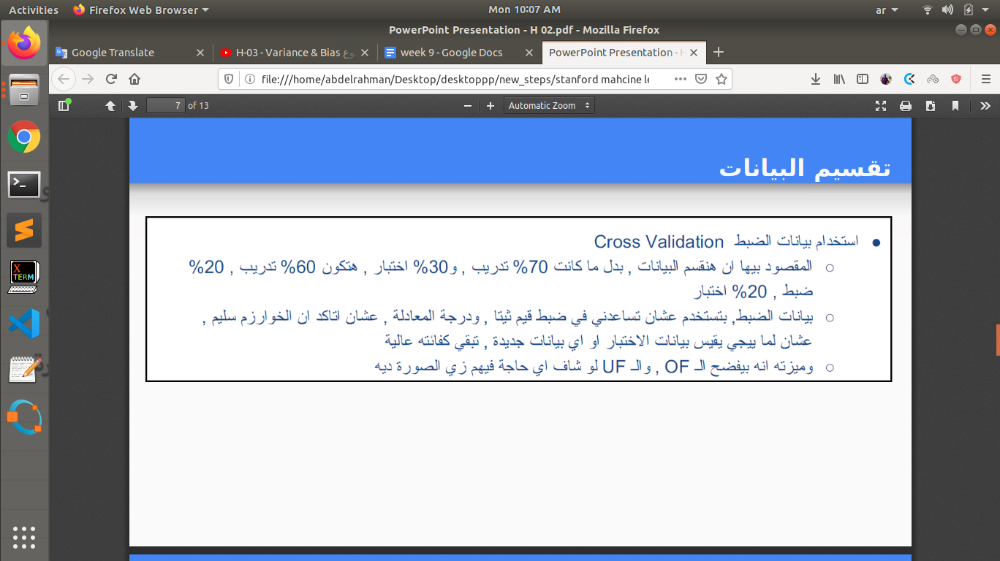 Activities Firefox Web Browser Mon 10:07 AM ar
PowerPoint Presentation - H 02.pdf - Mozilla Firefox
Google Translate H-03 - Variance & Bias week 9 - Google Docs PowerPoint Presentation - H
file:///home/abdelrahman/Desktop/desktoppp/new_steps/stanford mahcine le
7 of 13 Automatic Zoom
تقسيم البيانات
● استخدام بيانات الضبط Cross Validation
○ المقصود بيها ان هنقسم البيانات , بدل ما كانت 70% تدريب , و30% اختبار , هتكون 60% تدريب , 20%
ضبط , 20% اختبار
○ بيانات الضبط, بتستخدم عشان تساعدني في ضبط قيم ثيتا , ودرجة المعادلة , عشان اتاكد ان الخوارزم سليم ,
عشان لما ييجي يقيس بيانات الاختبار او اي بيانات جديدة , تبقي كفائته عالية
○ وميزته انه بيفضح الـ OF , والـ UF لو شاف اي حاجة فيهم زي الصورة ديه
X
TERM